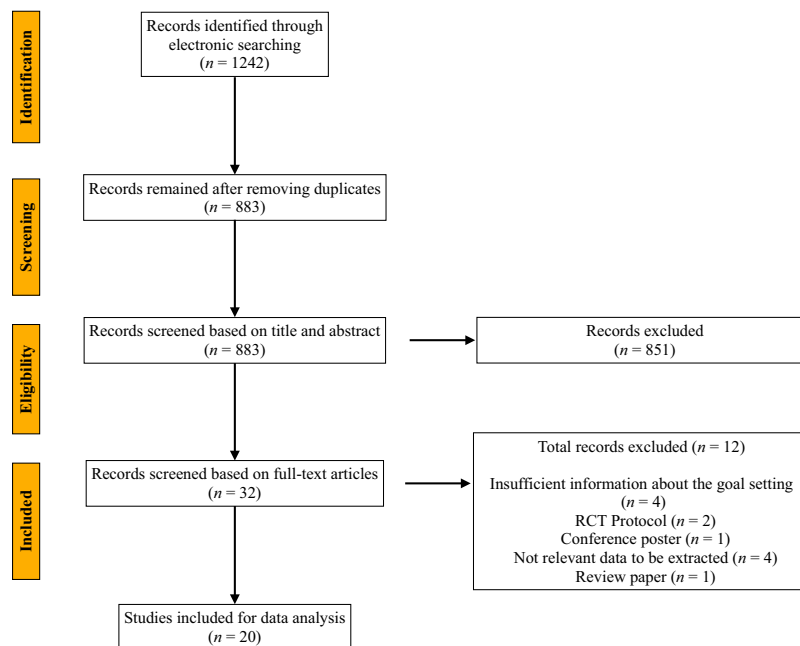 Identification
Records identified through
electronic searching
(n = 1242)
Screening
Records remained after removing duplicates
(n = 883)
Eligibility
Records screened based on title and abstract
(n = 883)
Records excluded
(n = 851)
Included
Records screened based on full-text articles
(n = 32)
Total records excluded (n = 12)
Insufficient information about the goal setting
(n = 4)
RCT Protocol (n = 2)
Conference poster (n = 1)
Not relevant data to be extracted (n = 4)
Review paper (n = 1)
Studies included for data analysis
(n = 20)